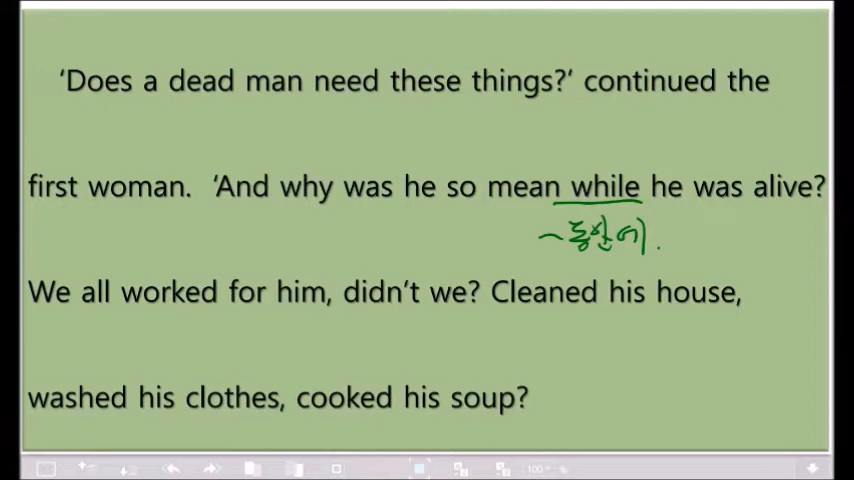 ‘Does a dead man need these things?’ continued the
first woman. ‘And why was he so mean while he was alive?
~동안에.
We all worked for him, didn’t we? Cleaned his house,
washed his clothes, cooked his soup?
100 %